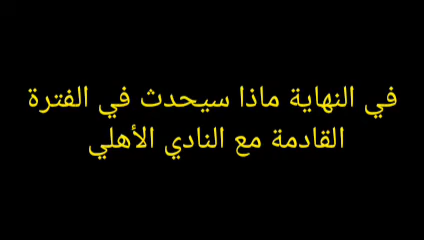 في النهاية ماذا سيحدث في الفترة
القادمة مع النادي الأهلي